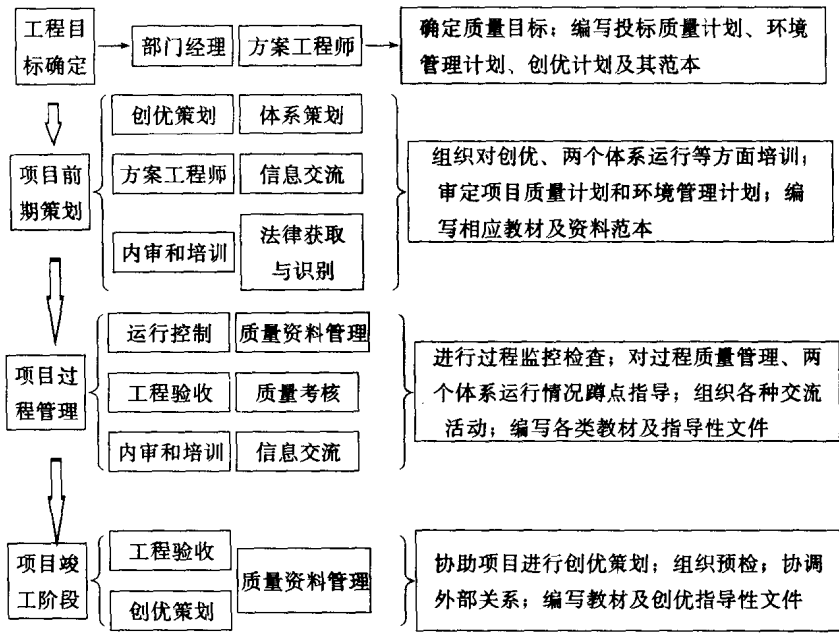 工程目
标确定
部门经理
方案工程师
确定质量目标；编写投标质量计划、环境
管理计划、创优计划及其范本
项目前
期策划
创优策划
体系策划
方案工程师
信息交流
内审和培训
法律获取
与识别
组织对创优、两个体系运行等方面培训；
审定项目质量计划和环境管理计划；编
写相应教材及资料范本
项目过
程管理
运行控制
质量资料管理
工程验收
质量考核
内审和培训
信息交流
进行过程监控检查；对过程质量管理、两
个体系运行情况蹲点指导；组织各种交流
活动；编写各类教材及指导性文件
项目竣
工阶段
工程验收
创优策划
质量资料管理
协助项目进行创优策划；组织预检；协调
外部关系；编写教材及创优指导性文件